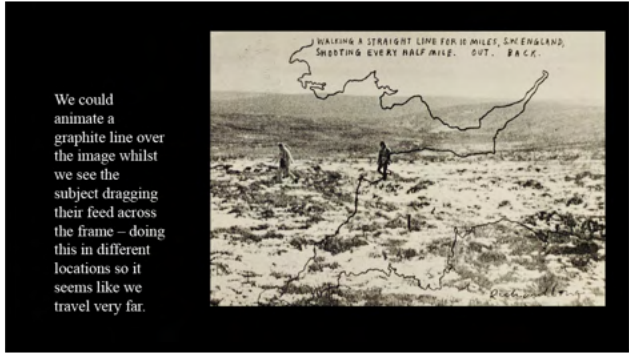 We could
animate a
graphite line over
the image whilst
we see the
subject dragging
their feed across
the frame – doing
this in different
locations so it
seems like we
travel very far.
WALKING A STRAIGHT LINE FOR 10 MILES, S.W. ENGLAND,
SHOOTING EVERY HALF MILE. OUT. BACK.